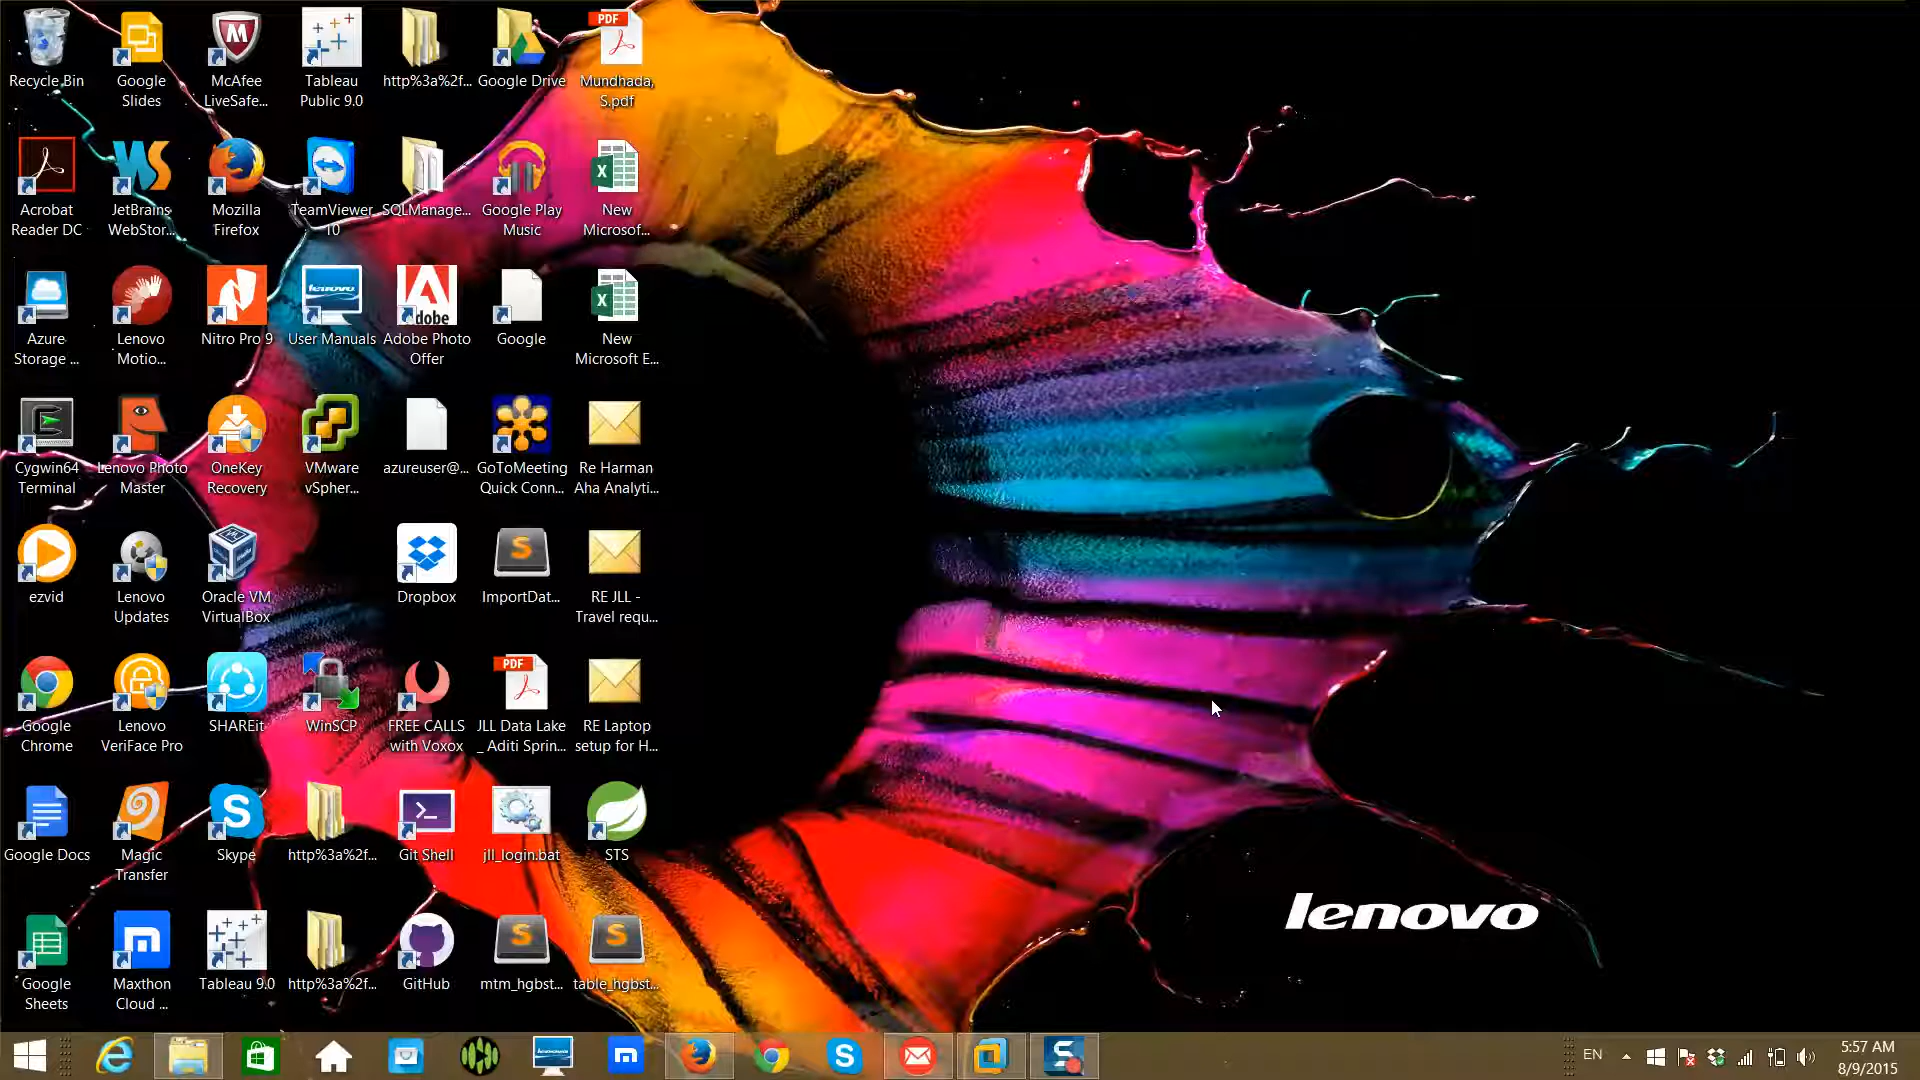 Recycle Bin
Google
Slides
McAfee
LiveSafe...
Tableau
Public 9.0
http%3a%2f...
Google Drive
PDF
Mundhada,
S.pdf
Acrobat
Reader DC
JetBrains
WebStor...
Mozilla
Firefox
TeamViewer
10
SQLManage...
Google Play
Music
New
Microsof...
Azure
Storage ...
Lenovo
Motio...
Nitro Pro 9
lenovo
User Manuals
Adobe
Adobe Photo
Offer
Google
New
Microsoft E...
Cygwin64
Terminal
Lenovo Photo
Master
OneKey
Recovery
VMware
vSpher...
azureuser@...
GoToMeeting
Quick Conn...
Re Harman
Aha Analyti...
ezvid
Lenovo
Updates
Oracle VM
VirtualBox
Dropbox
ImportDat...
RE JLL -
Travel requ...
Google
Chrome
Lenovo
VeriFace Pro
SHAREit
WinSCP
FREE CALLS
with Voxox
PDF
JLL Data Lake
_ Aditi Sprin...
RE Laptop
setup for H...
Google Docs
Magic
Transfer
Skype
http%3a%2f...
Git Shell
jll_login.bat
STS
Google
Sheets
Maxthon
Cloud ...
Tableau 9.0
http%3a%2f...
GitHub
mtm_hgbst...
table_hgbst...
lenovo
EN
5:57 AM
8/9/2015